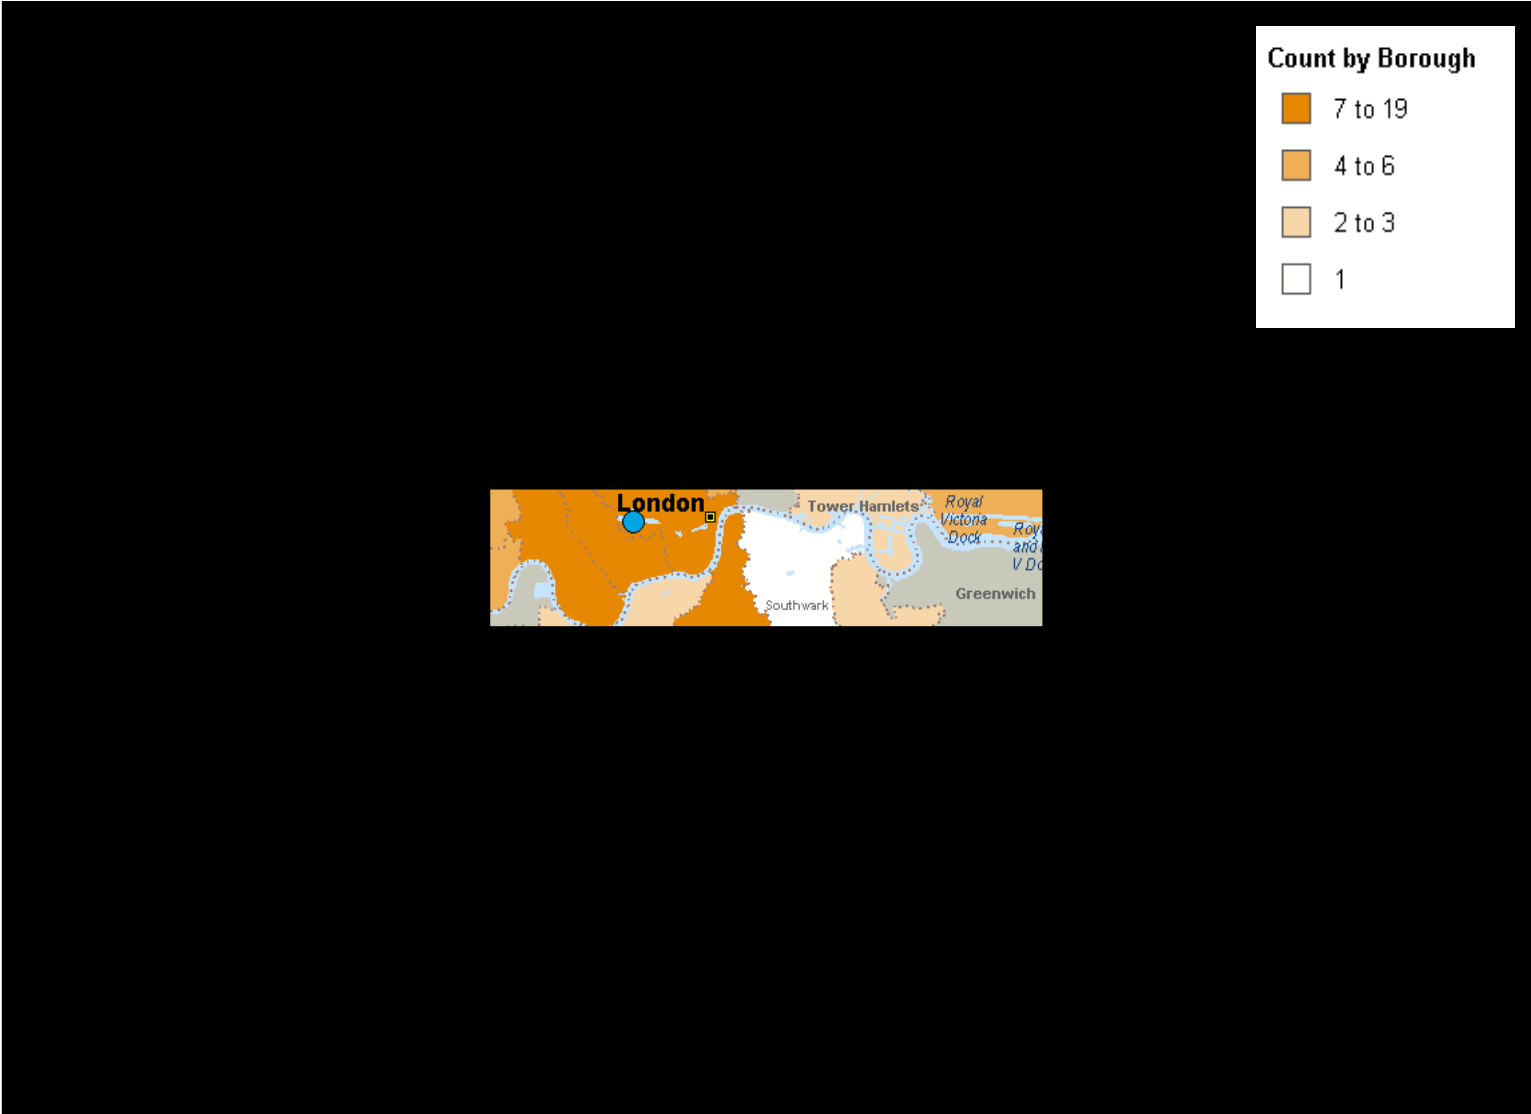 Count by Borough
7 to 19
4 to 6
2 to 3
1
London
Tower Hamlets
Royal
Victoria
Dock
and
Greenwich
Southwark